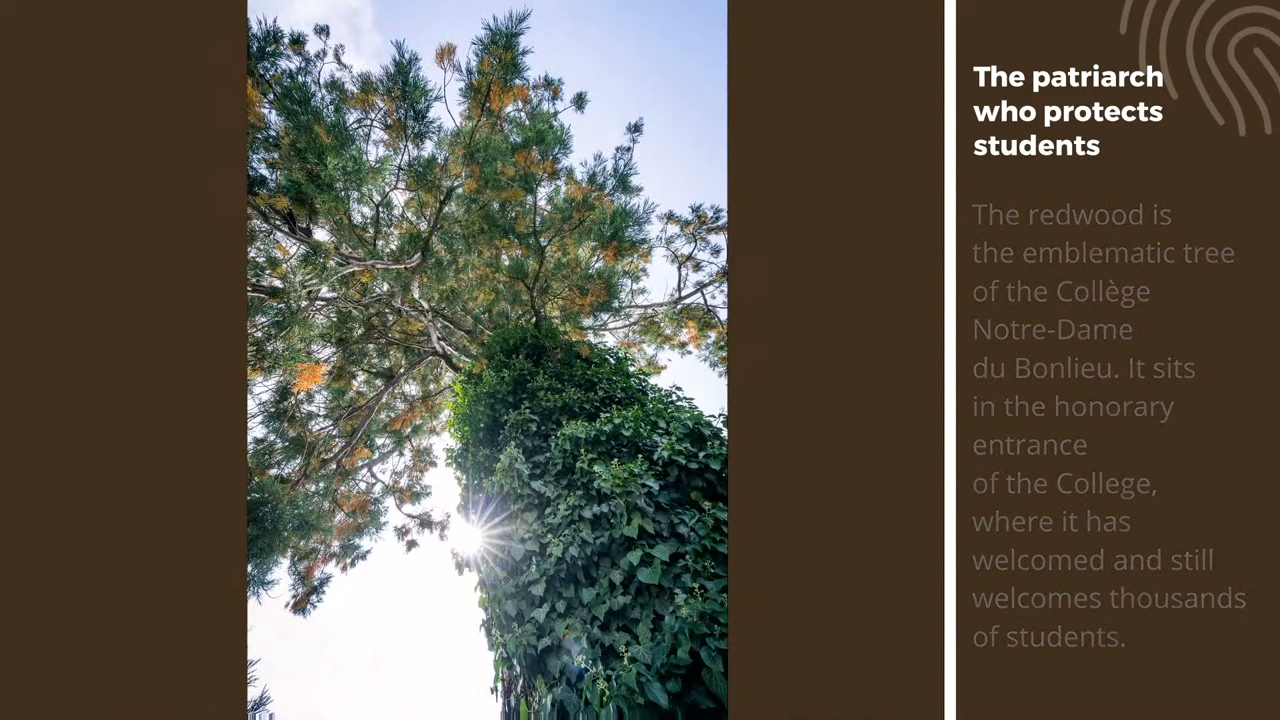 The patriarch
who protects
students
The redwood is
the emblematic tree
of the Collège
Notre-Dame
du Bonlieu. It sits
in the honorary
entrance
of the College,
where it has
welcomed and still
welcomes thousands
of students.